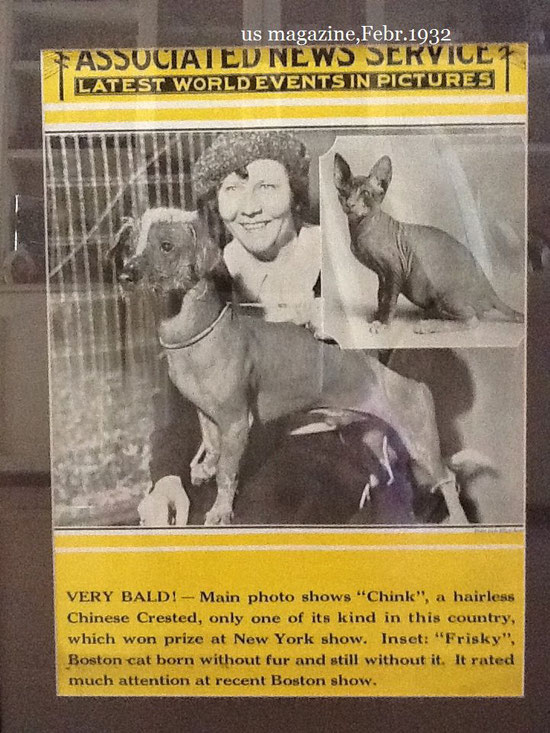 us magazine,Febr.1932
ASSOCIATED NEWS SERVICE
LATEST WORLD EVENTS IN PICTURES
VERY BALD! — Main photo shows "Chink", a hairless
Chinese Crested, only one of its kind in this country,
which won prize at New York show. Inset: "Frisky",
Boston cat born without fur and still without it. It rated
much attention at recent Boston show.